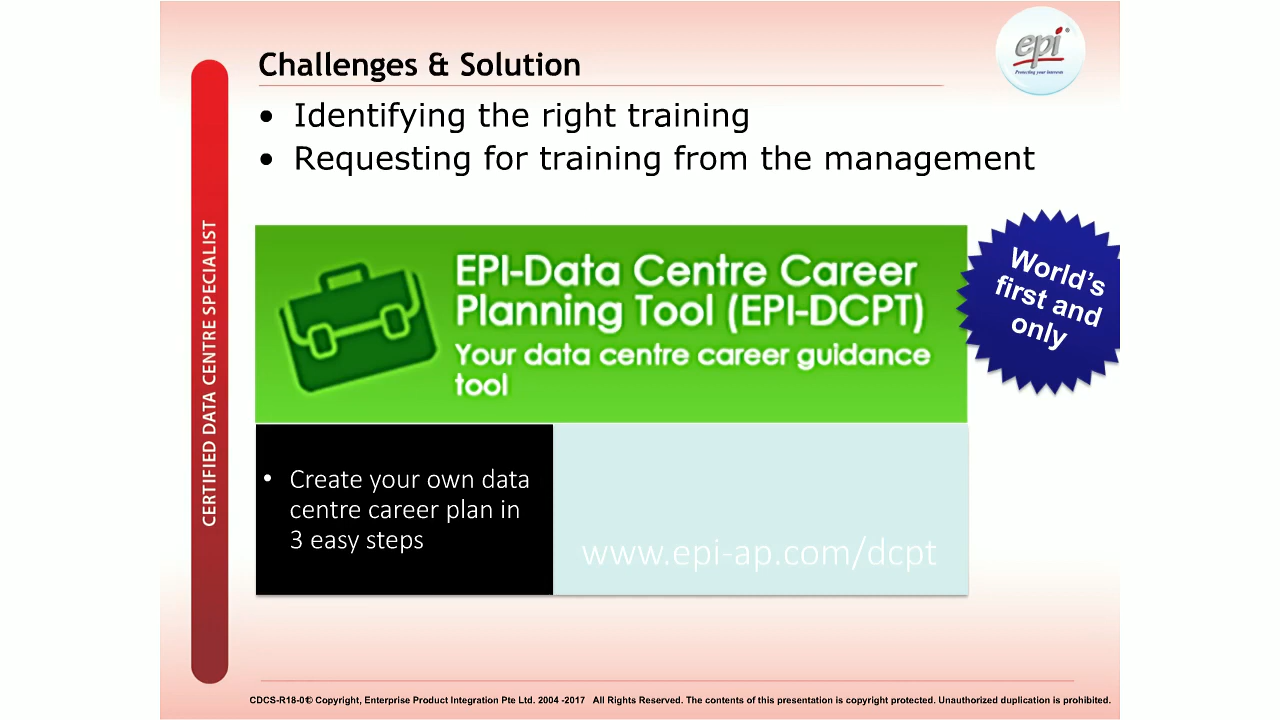 Challenges & Solution
epi®
Protecting your interests
• Identifying the right training
• Requesting for training from the management
CERTIFIED DATA CENTRE SPECIALIST
EPI-Data Centre Career
Planning Tool (EPI-DCPT)
Your data centre career guidance
tool
World's
first and
only
• Create your own data
centre career plan in
3 easy steps
www.epi-ap.com/dcpt
CDCS-R18-01© Copyright, Enterprise Product Integration Pte Ltd. 2004 -2017 All Rights Reserved. The contents of this presentation is copyright protected. Unauthorized duplication is prohibited.